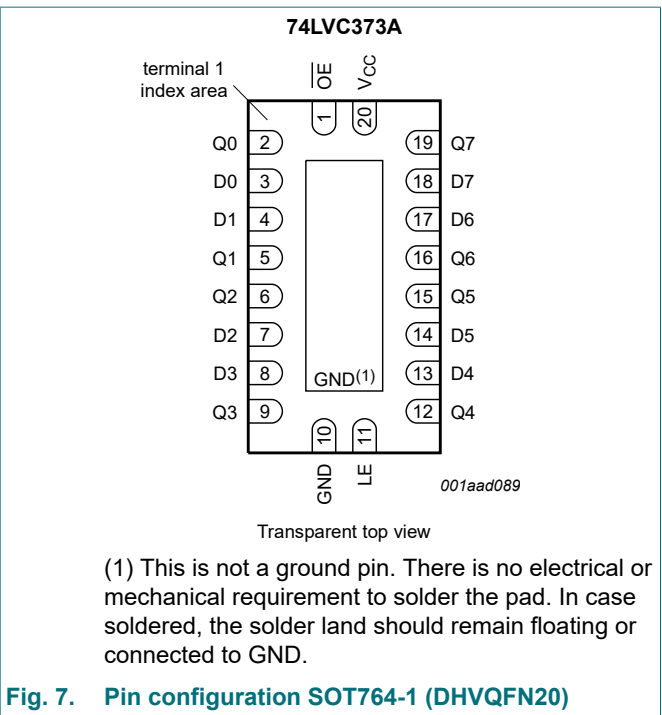 74LVC373A
terminal 1
index area
OE
VCC
1
20
Q0 2
19 Q7
D0 3
18 D7
D1 4
17 D6
Q1 5
16 Q6
Q2 6
15 Q5
D2 7
14 D5
D3 8
13 D4
GND(1)
Q3 9
12 Q4
10
11
GND
LE
001aad089
Transparent top view
(1) This is not a ground pin. There is no electrical or
mechanical requirement to solder the pad. In case
soldered, the solder land should remain floating or
connected to GND.
Fig. 7. Pin configuration SOT764-1 (DHVQFN20)